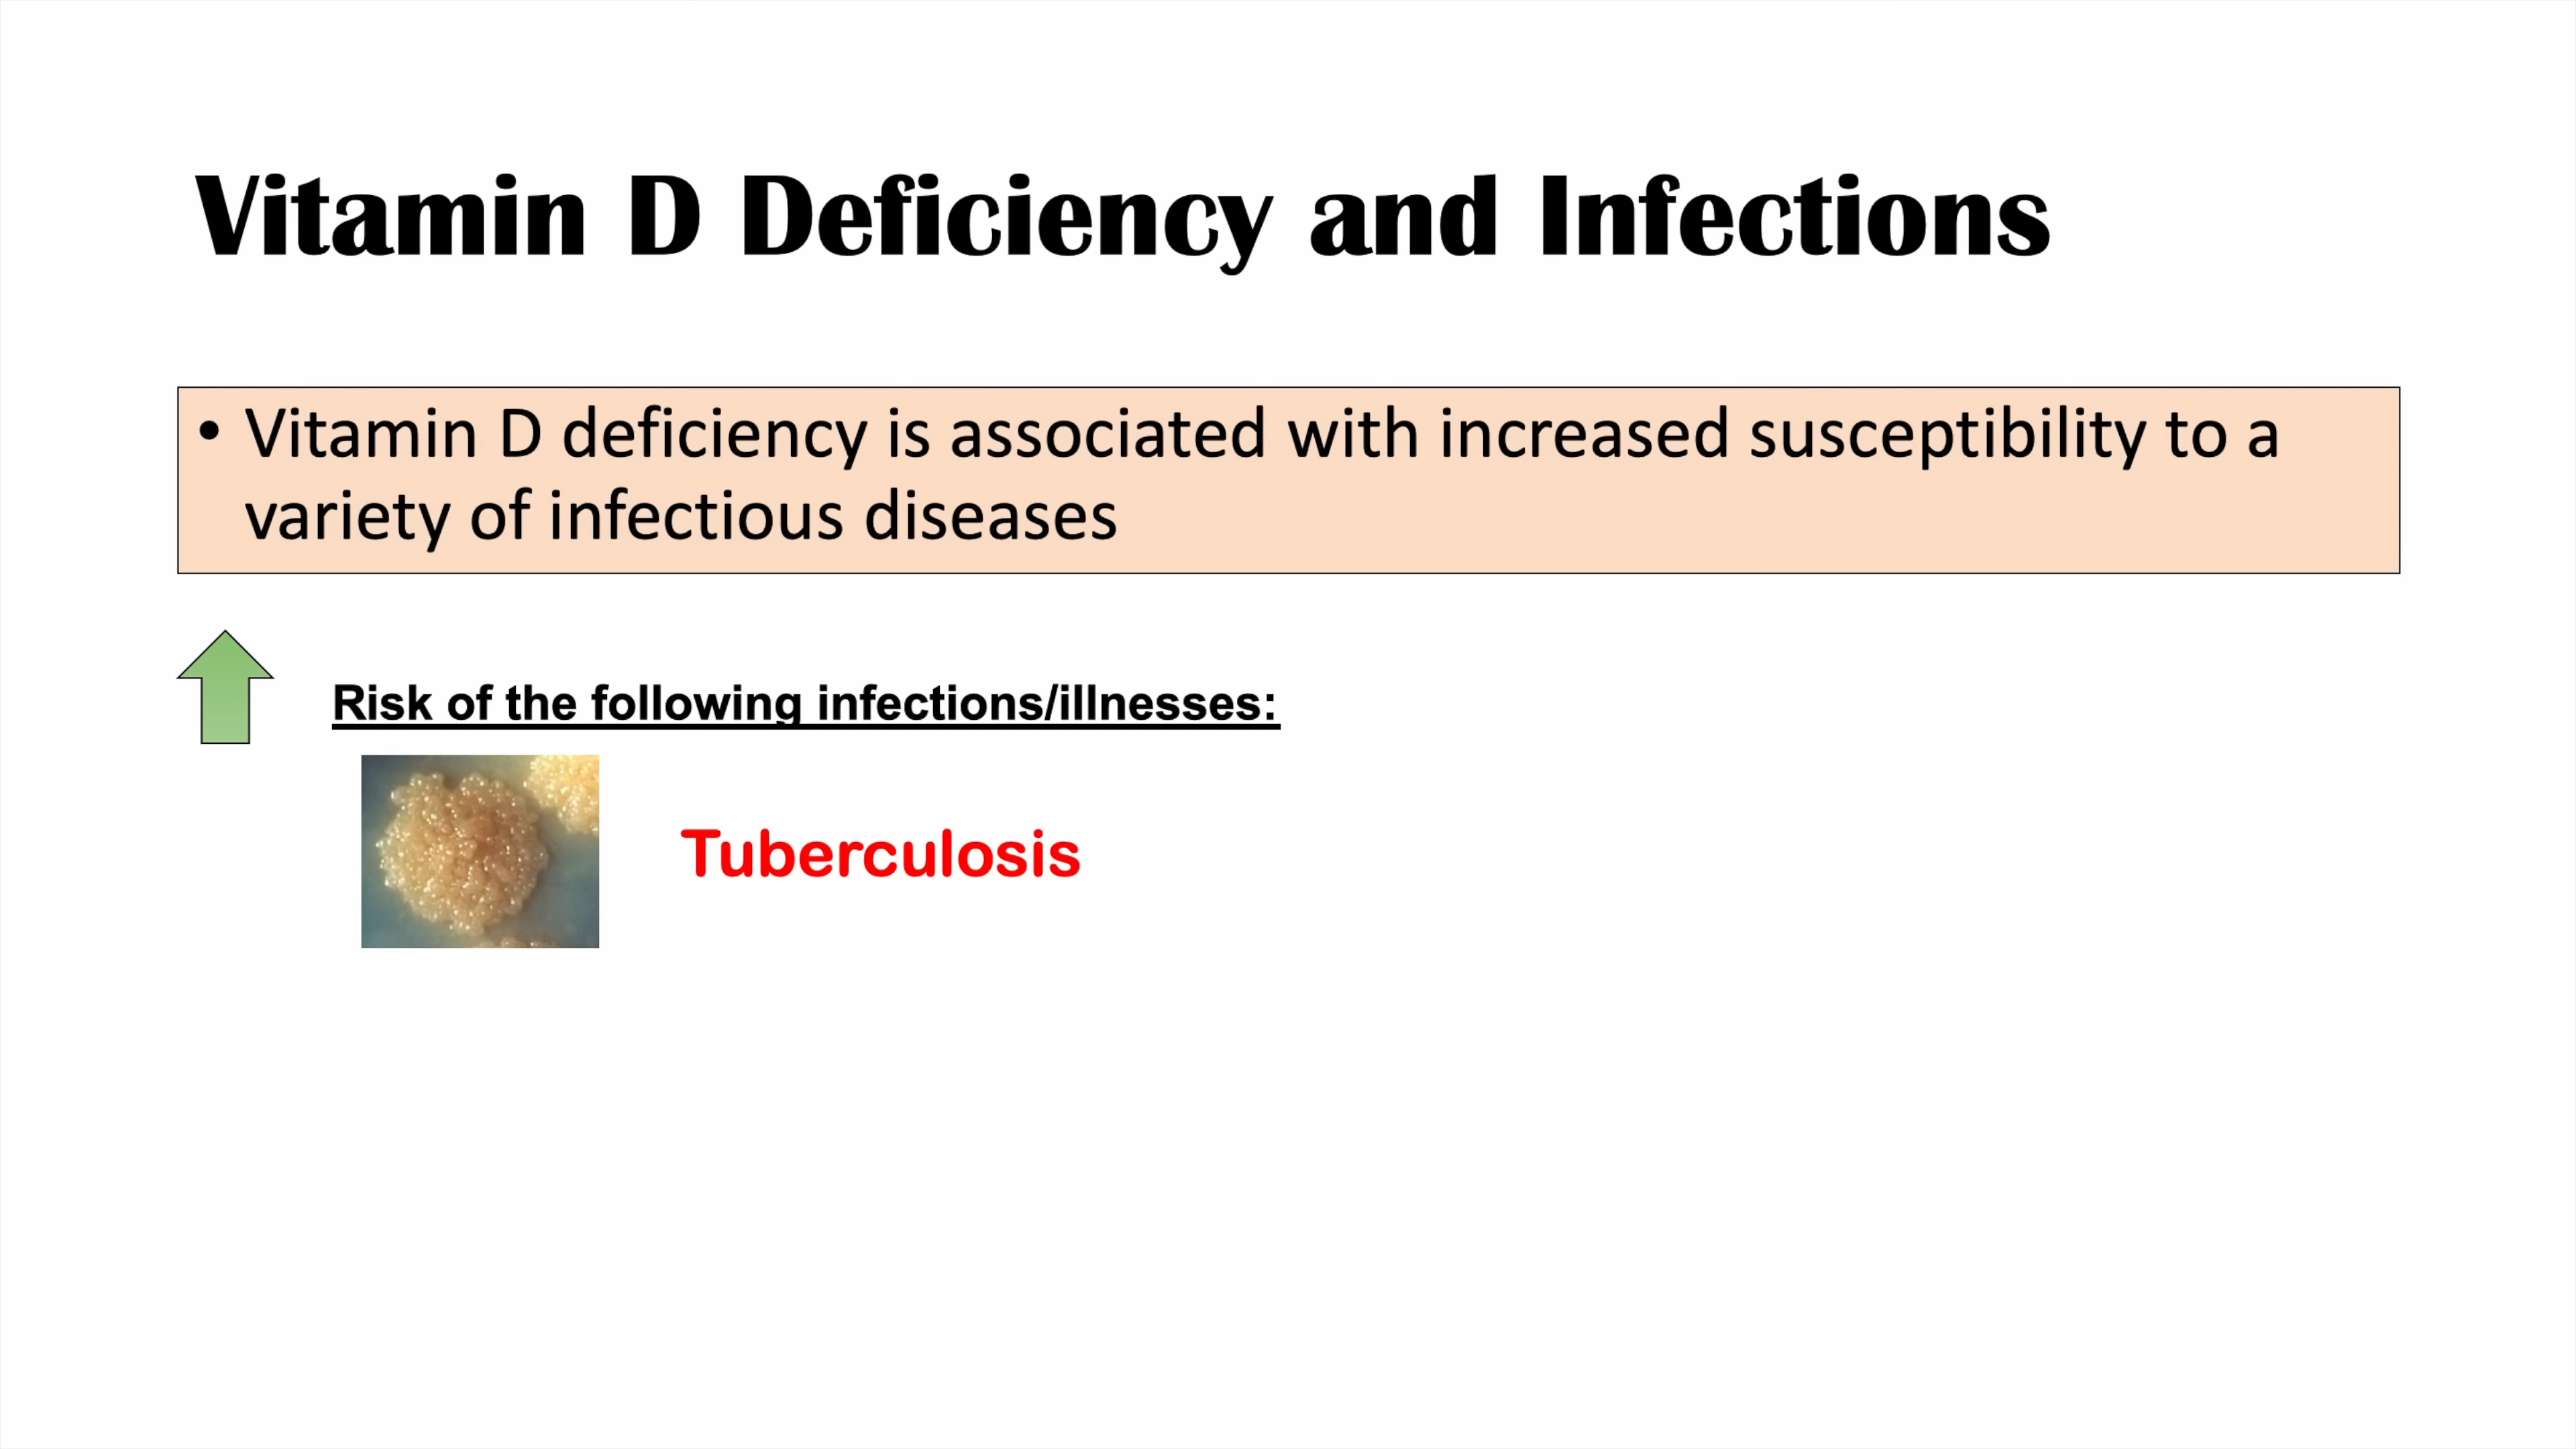 Vitamin D Deficiency and Infections
• Vitamin D deficiency is associated with increased susceptibility to a
variety of infectious diseases
Risk of the following infections/illnesses:
Tuberculosis